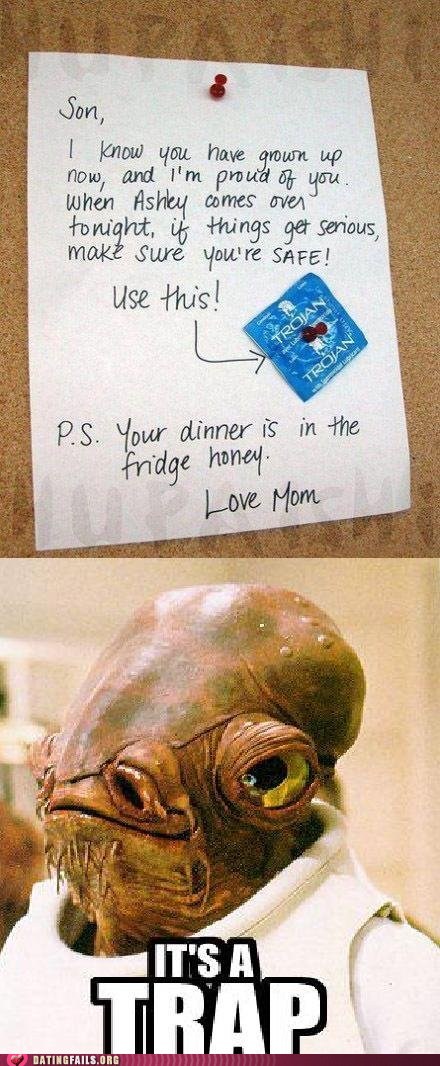 Son,
I know you have grown up
now, and I'm proud of you.
When Ashley comes over
tonight, if things get serious,
make sure you're SAFE!
Use this!
TROJAN
TROJAN
P.S. Your dinner is in the
fridge honey.
Love Mom
IT'S A
TRAP
DATINGFAILS.ORG